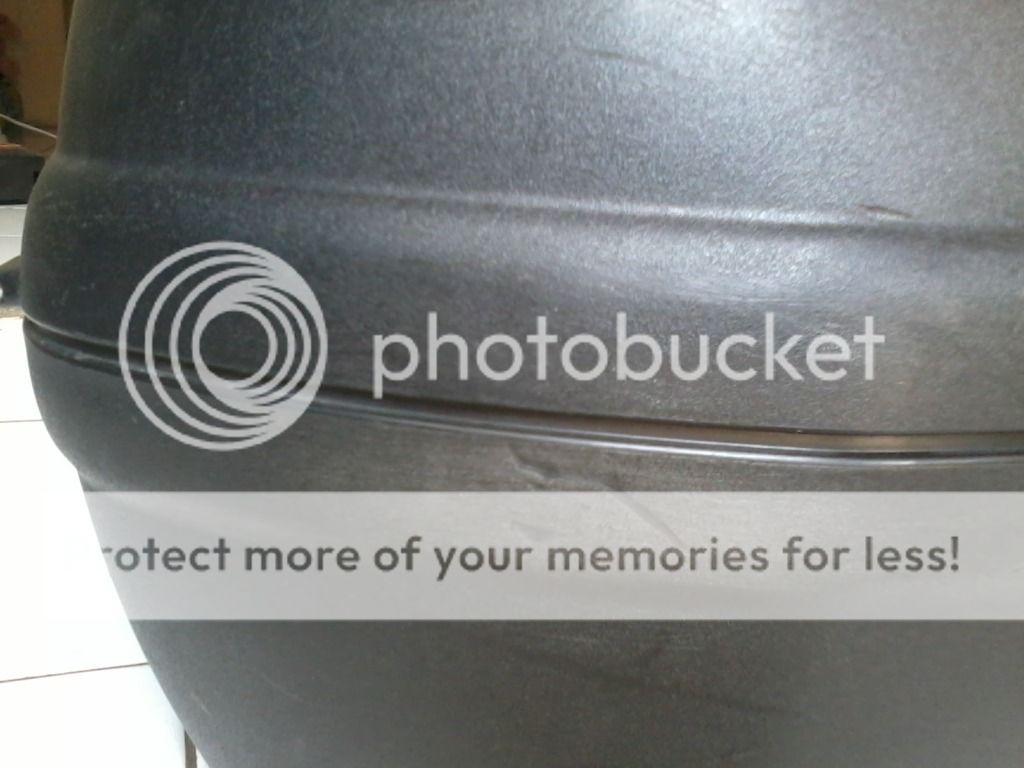 photobucket
rotect more of your memories for less!